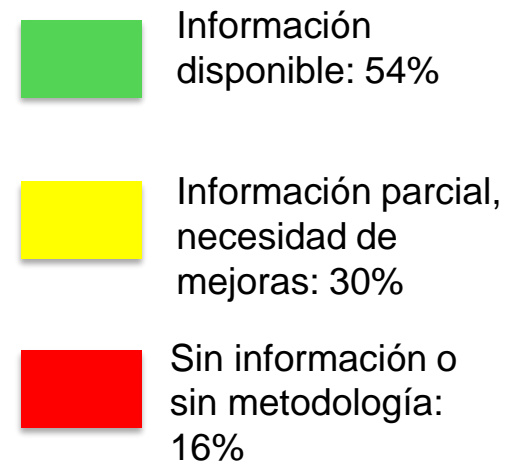 Información
disponible: 54%
Información parcial,
necesidad de
mejoras: 30%
Sin información o
sin metodología:
16%